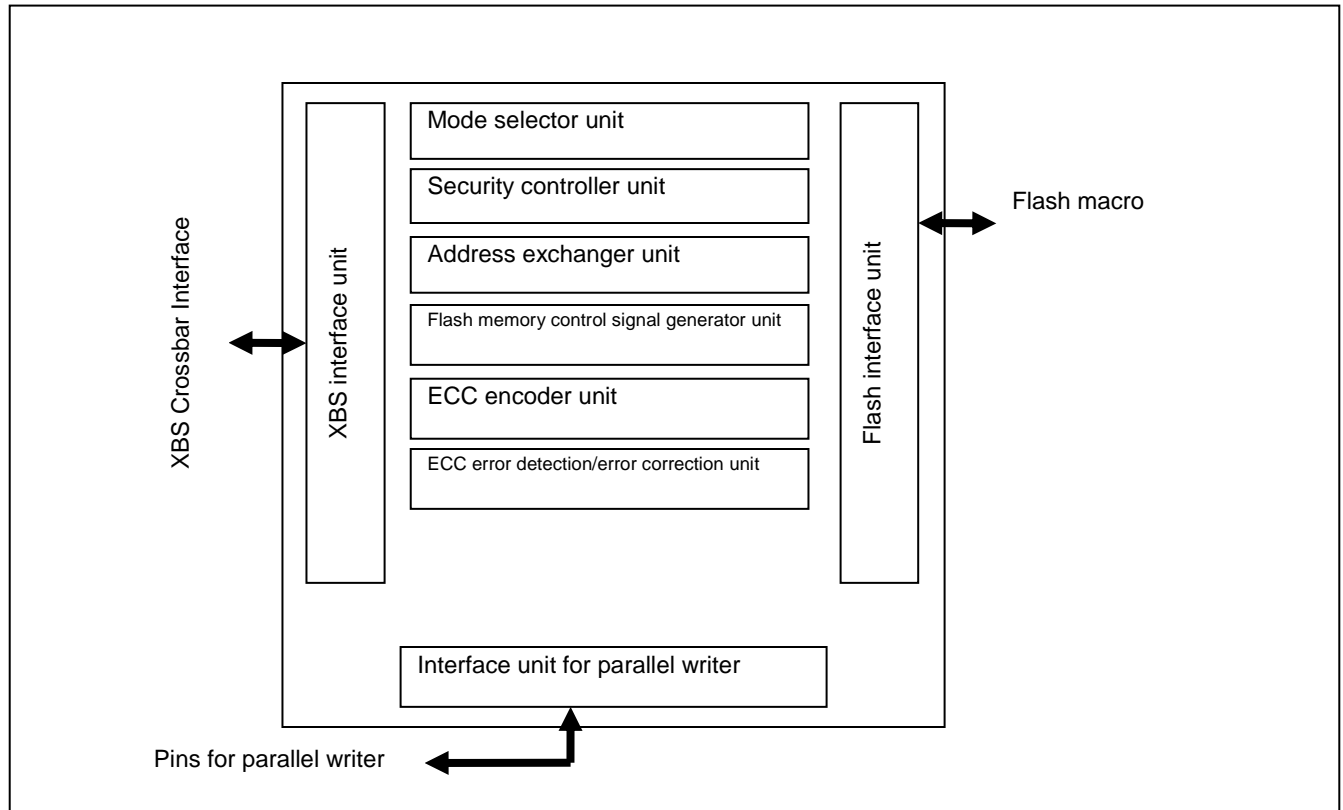 Mode selector unit
Security controller unit
Address exchanger unit
Flash memory control signal generator unit
ECC encoder unit
ECC error detection/error correction unit
XBS Crossbar Interface
XBS interface unit
Flash interface unit
Flash macro
Interface unit for parallel writer
Pins for parallel writer